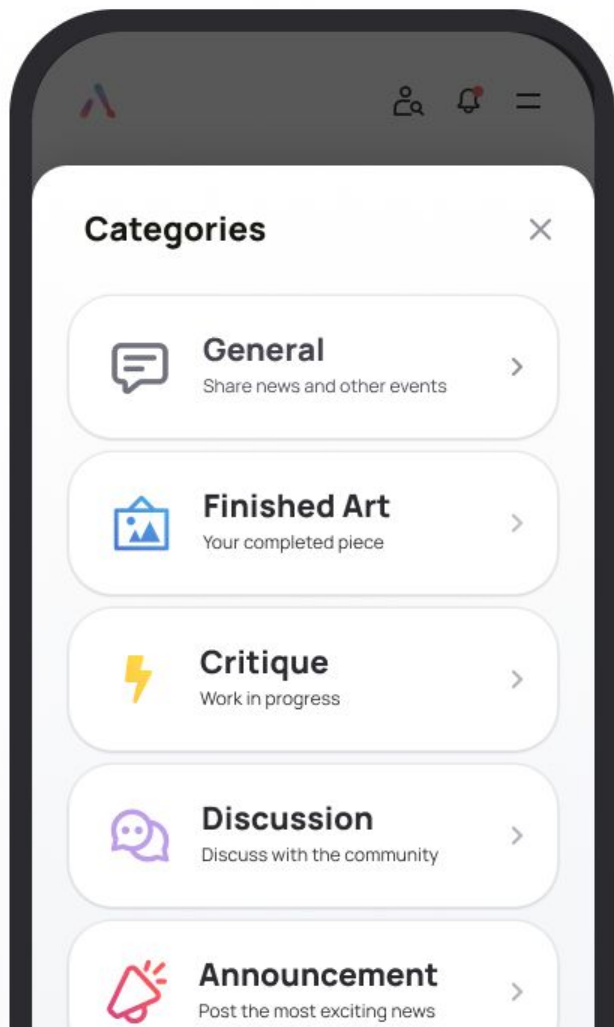 Categories
General
Share news and other events
Finished Art
Your completed piece
Critique
Work in progress
Discussion
Discuss with the community
Announcement
Post the most exciting news